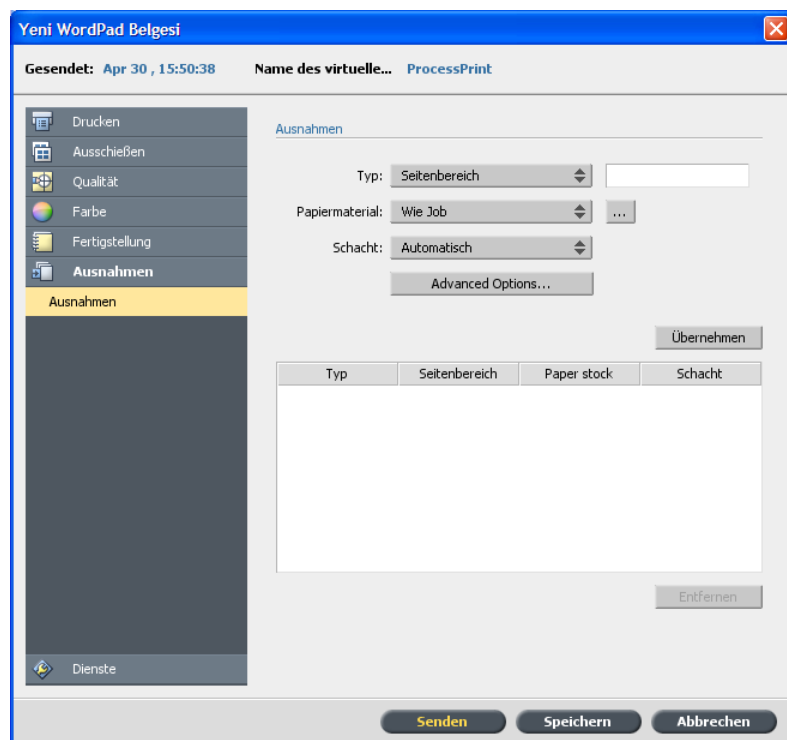 Yeni WordPad Belgesi
Gesendet: Apr 30 , 15:50:38 Name des virtuelle... ProcessPrint
Drucken
Ausschießen
Qualität
Farbe
Fertigstellung
Ausnahmen
Ausnahmen
Dienste
Ausnahmen
Typ: Seitenbereich
Papiermaterial: Wie Job ...
Schacht: Automatisch
Advanced Options...
Übernehmen
Typ Seitenbereich Paper stock Schacht
Entfernen
Senden Speichern Abbrechen